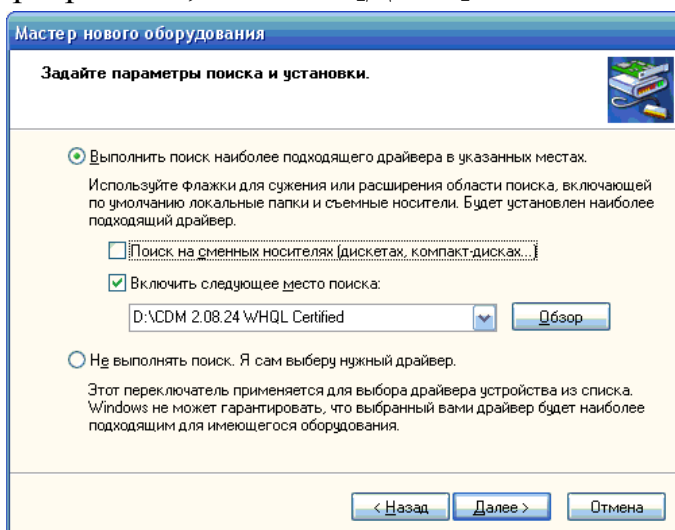 Мастер нового оборудования
Задайте параметры поиска и установки.
Выполнить поиск наиболее подходящего драйвера в указанных местах.
Используйте флажки для сужения или расширения области поиска, включающей
по умолчанию локальные папки и съемные носители. Будет установлен наиболее
подходящий драйвер.
Поиск на сменных носителях (дискетах, компакт-дисках...)
Включить следующее место поиска:
D:\CDM 2.08.24 WHQL Certified
Обзор
Не выполнять поиск. Я сам выберу нужный драйвер.
Этот переключатель применяется для выбора драйвера устройства из списка.
Windows не может гарантировать, что выбранный вами драйвер будет наиболее
подходящим для имеющегося оборудования.
< Назад Далее > Отмена